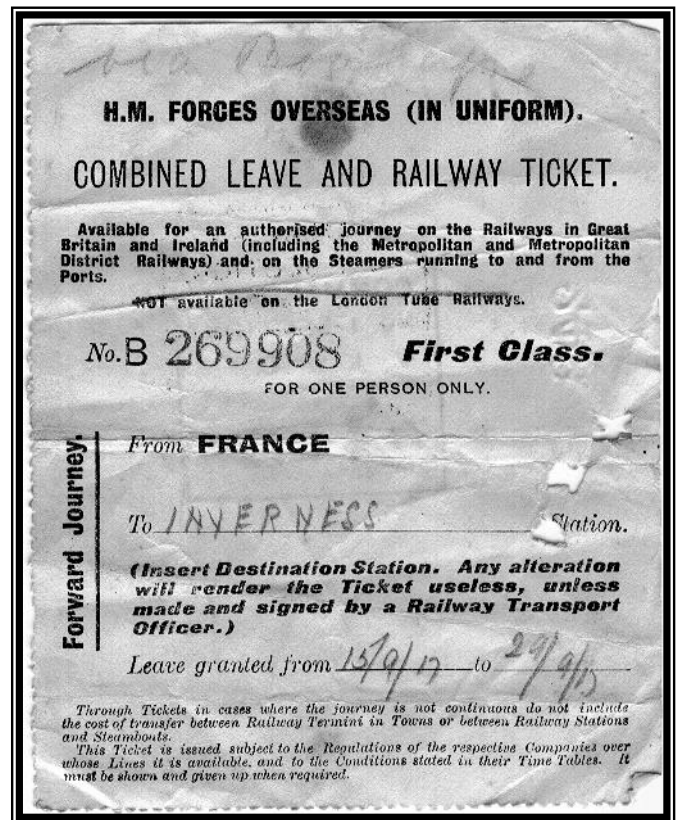 via
H.M. FORCES OVERSEAS (IN UNIFORM).
COMBINED LEAVE AND RAILWAY TICKET.
Available for an authorised journey on the Railways in Great
Britain and Ireland (including the Metropolitan and Metropolitan
District Railways) and on the Steamers running to and from the
Ports.
NOT available on the London Tube Railways.
No. B 269908 First Class.
FOR ONE PERSON ONLY.
Forward Journey.
From FRANCE
To INVERNESS Station.
(Insert Destination Station. Any alteration
will render the Ticket useless, unless
made and signed by a Railway Transport
Officer.)
Leave granted from 15/9/17 to 29/9/17
Through Tickets in cases where the journey is not continuous do not include
the cost of transfer between Railway Termini in Towns or between Railway Stations
and Steamboats.
This Ticket is issued subject to the Regulations of the respective Companies over
whose Lines it is available, and to the Conditions stated in their Time Tables. It
must be shown and given up when required.